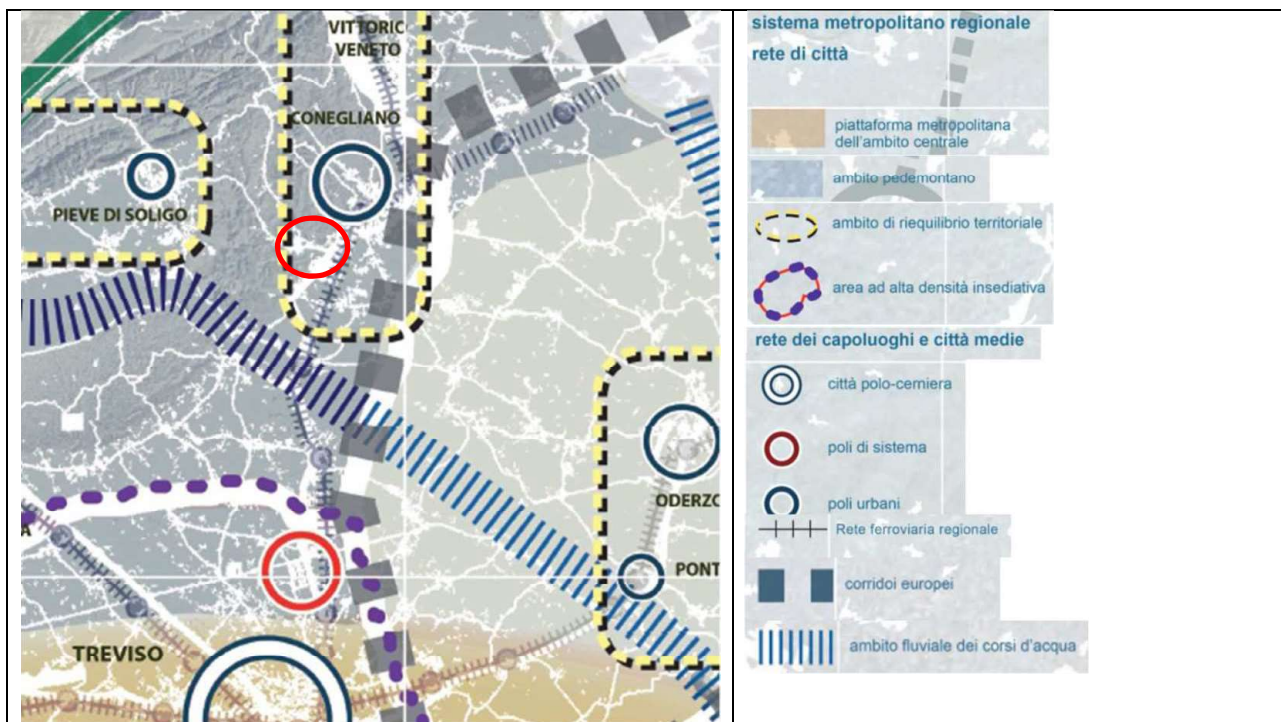 VITTORIC
VENETO
CONEGLIANO
PIEVE DI SOLIGO
ODERZO
A
PONT
TREVISO
sistema metropolitano regionale
rete di città
piattaforma metropolitana
dell'ambito centrale
ambito pedemontano
ambito di riequilibrio territoriale
area ad alta densità insediativa
rete dei capoluoghi e città medie
città polo-cerniera
poli di sistema
poli urbani
Rete ferroviaria regionale
corridoi europei
ambito fluviale dei corsi d'acqua